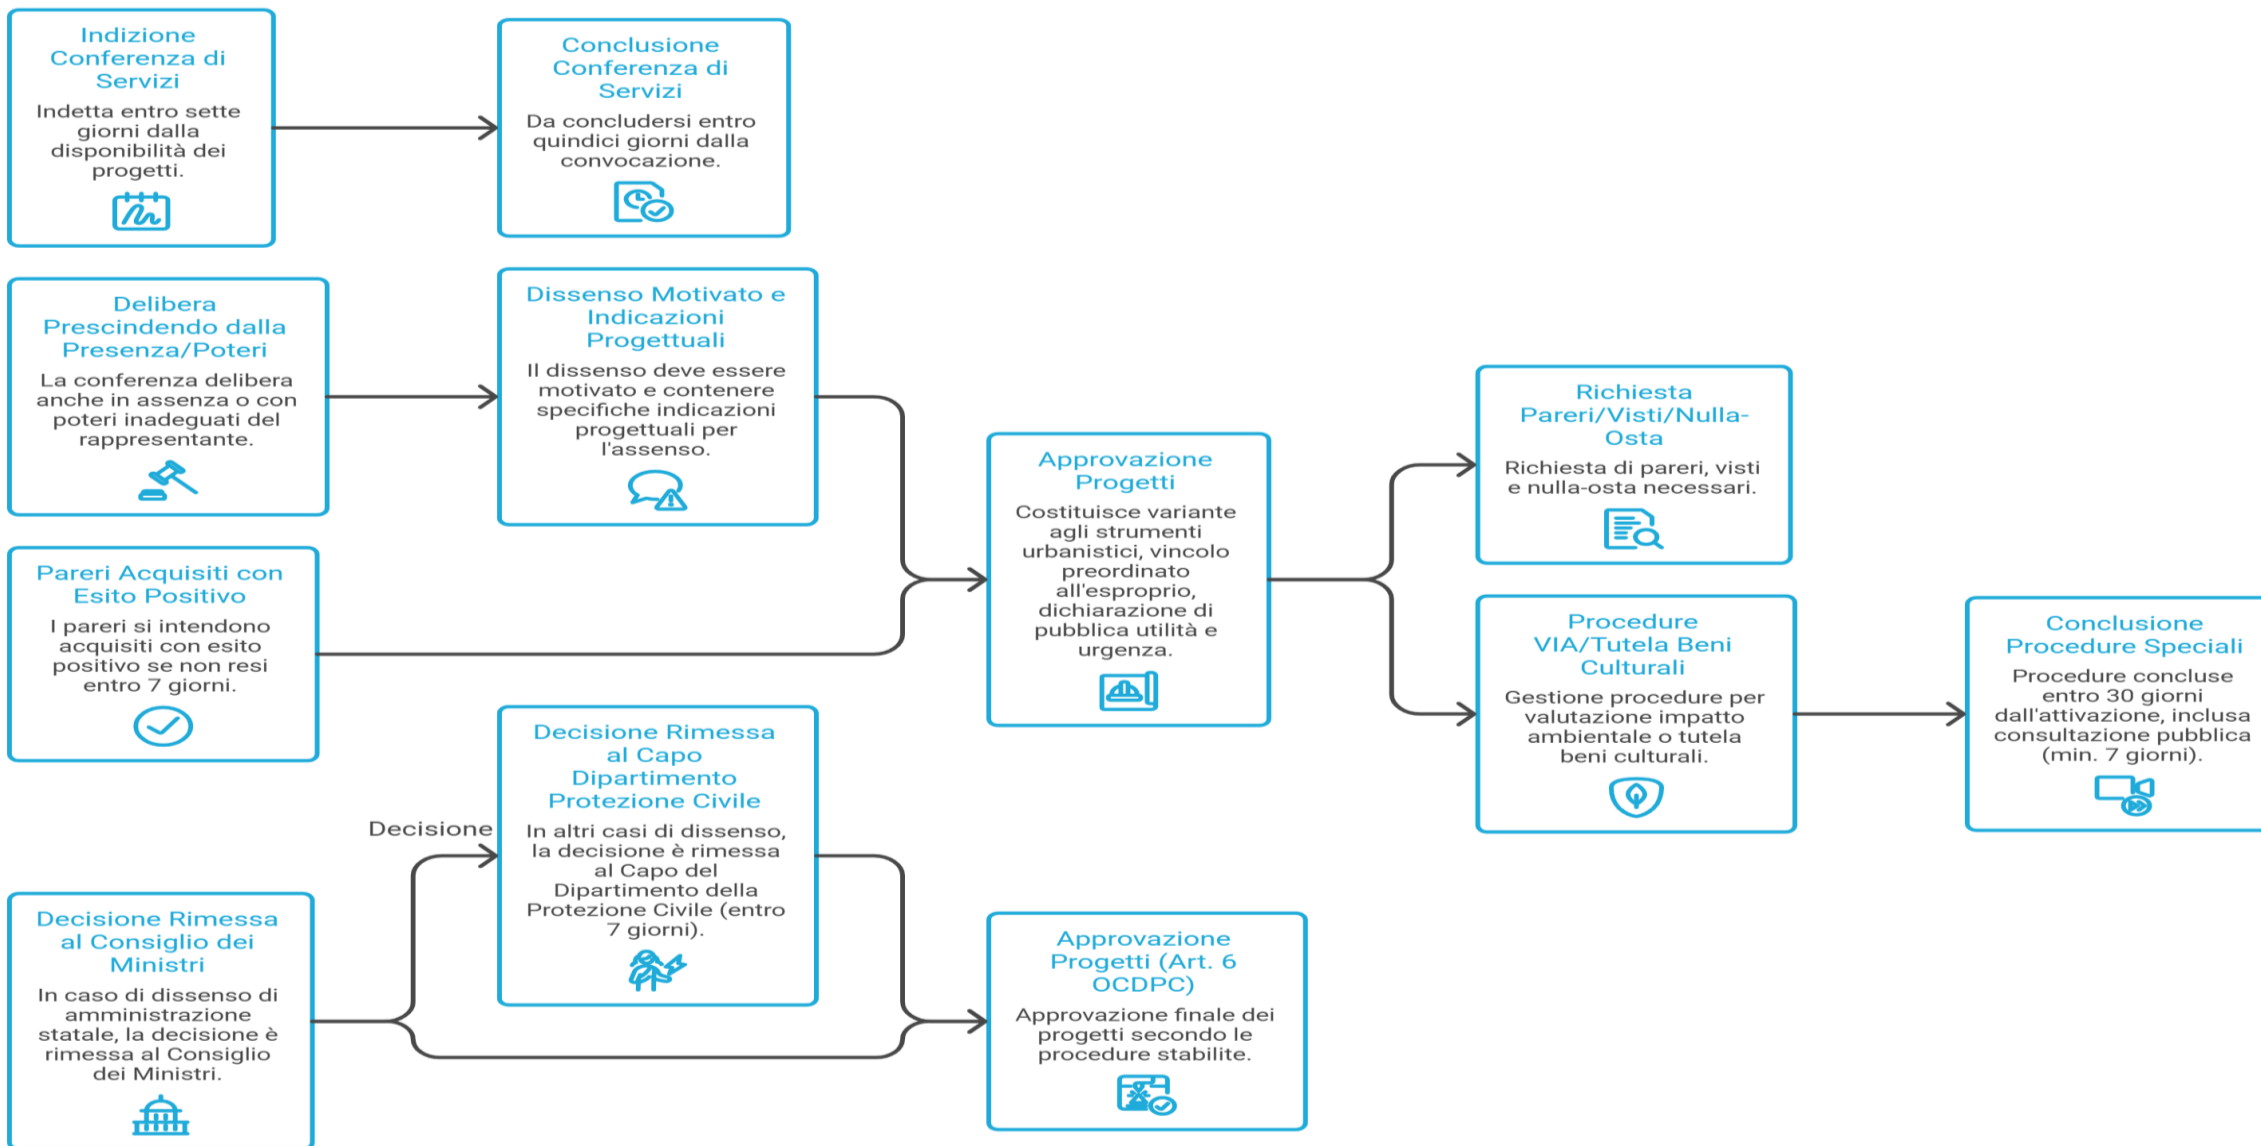 Indizione
Conferenza di
Servizi
Indetta entro sette
giorni dalla
disponibilità dei
progetti.
Conclusione
Conferenza di
Servizi
Da concludersi entro
quindici giorni dalla
convocazione.
Delibera
Prescindendo dalla
Presenza/Poteri
La conferenza delibera
anche in assenza o con
poteri inadeguati del
rappresentante.
Dissenso Motivato e
Indicazioni
Progettuali
Il dissenso deve essere
motivato e contenere
specifiche indicazioni
progettuali per
l'assenso.
Pareri Acquisiti con
Esito Positivo
I pareri si intendono
acquisiti con esito
positivo se non resi
entro 7 giorni.
Approvazione
Progetti
Costituisce variante
agli strumenti
urbanistici, vincolo
preordinato
all'esproprio,
dichiarazione di
pubblica utilità e
urgenza.
Richiesta
Pareri/Visti/Nulla-
Osta
Richiesta di pareri, visti
e nulla-osta necessari.
Procedure
VIA/Tutela Beni
Culturali
Gestione procedure per
valutazione impatto
ambientale o tutela
beni culturali.
Conclusione
Procedure Speciali
Procedure concluse
entro 30 giorni
dall'attivazione, inclusa
consultazione pubblica
(min. 7 giorni).
Decisione Rimessa
al Consiglio dei
Ministri
In caso di dissenso di
amministrazione
statale, la decisione è
rimessa al Consiglio
dei Ministri.
Decisione
Decisione Rimessa
al Capo
Dipartimento
Protezione Civile
In altri casi di dissenso,
la decisione è rimessa
al Capo del
Dipartimento della
Protezione Civile (entro
7 giorni).
Approvazione
Progetti (Art. 6
OCDPC)
Approvazione finale dei
progetti secondo le
procedure stabilite.